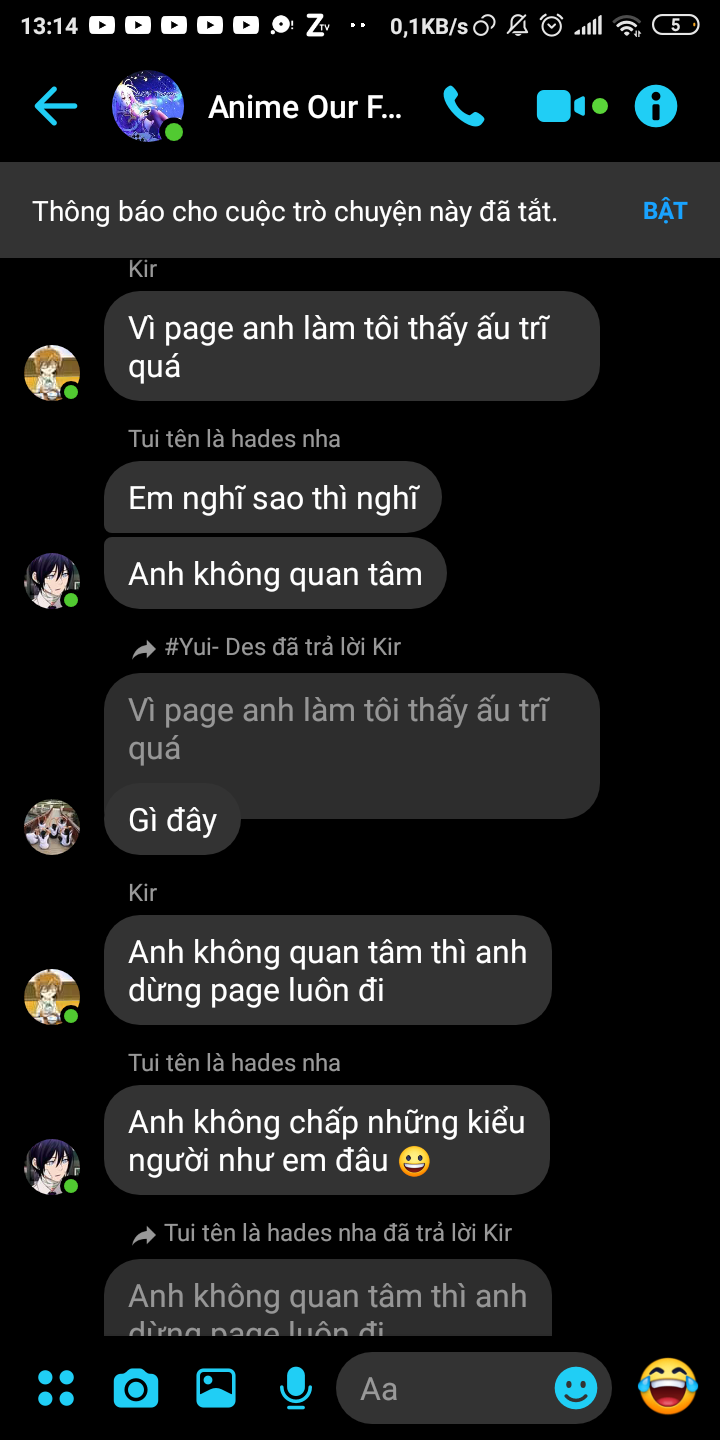 13:14
ZTV
0,1KB/s
5
Anime Our F...
Thông báo cho cuộc trò chuyện này đã tắt.
BẬT
Kir
Vì page anh làm tôi thấy ấu trĩ
quá
Tui tên là hades nha
Em nghĩ sao thì nghĩ
Anh không quan tâm
#Yui- Des đã trả lời Kir
Vì page anh làm tôi thấy ấu trĩ
quá
Gì đây
Kir
Anh không quan tâm thì anh
dừng page luôn đi
Tui tên là hades nha
Anh không chấp những kiểu
người như em đâu 😀
Tui tên là hades nha đã trả lời Kir
Anh không quan tâm thì anh
dừng page luôn đi
Aa